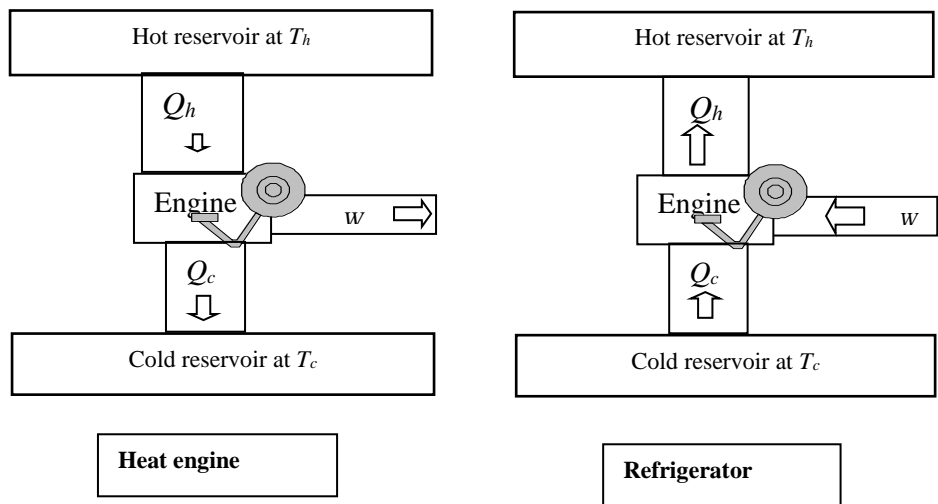 Hot reservoir at Th
Qh
Engine
w
Qc
Cold reservoir at Tc
Heat engine
Hot reservoir at Th
Qh
Engine
w
Qc
Cold reservoir at Tc
Refrigerator